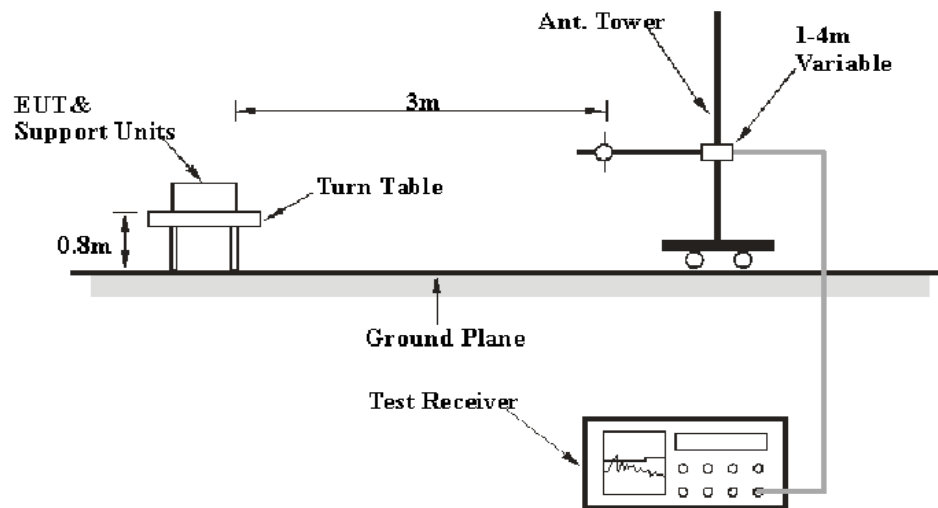 Ant. Tower
1-4m
Variable
3m
EUT&
Support Units
Turn Table
0.8m
Ground Plane
Test Receiver